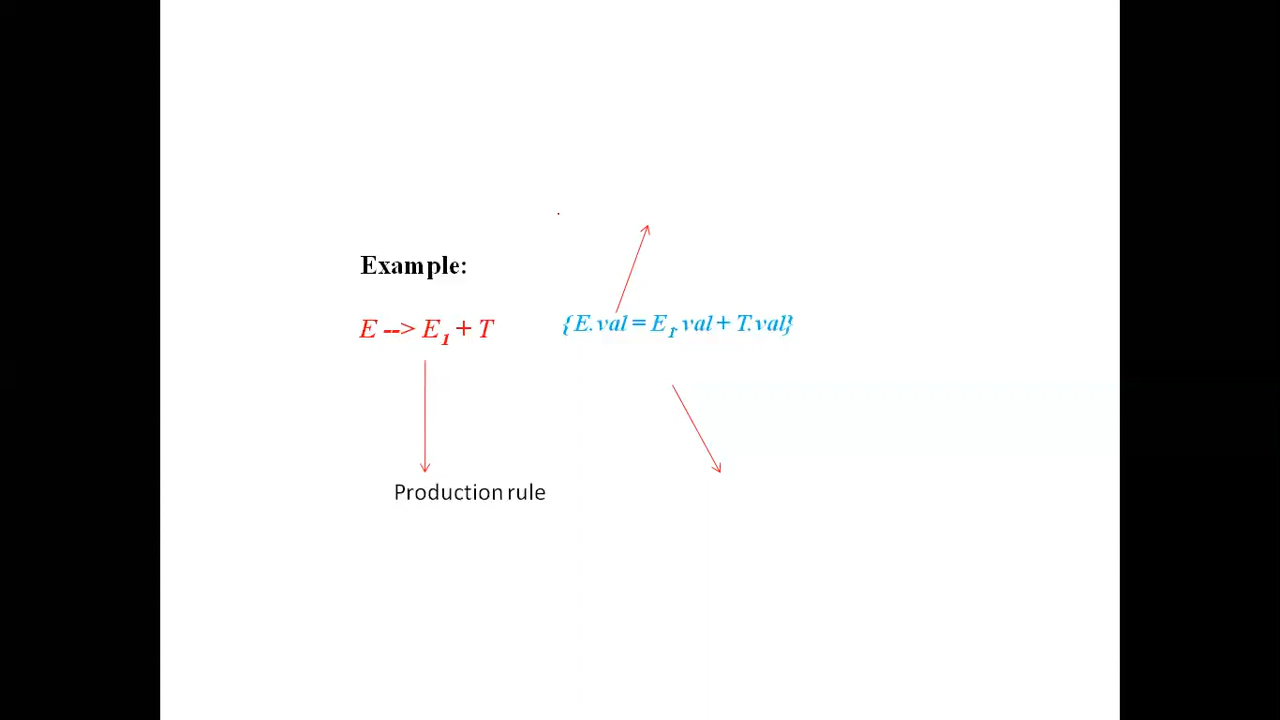 Example:
E --> E₁ + T {E.val = E₁.val + T.val}
Production rule